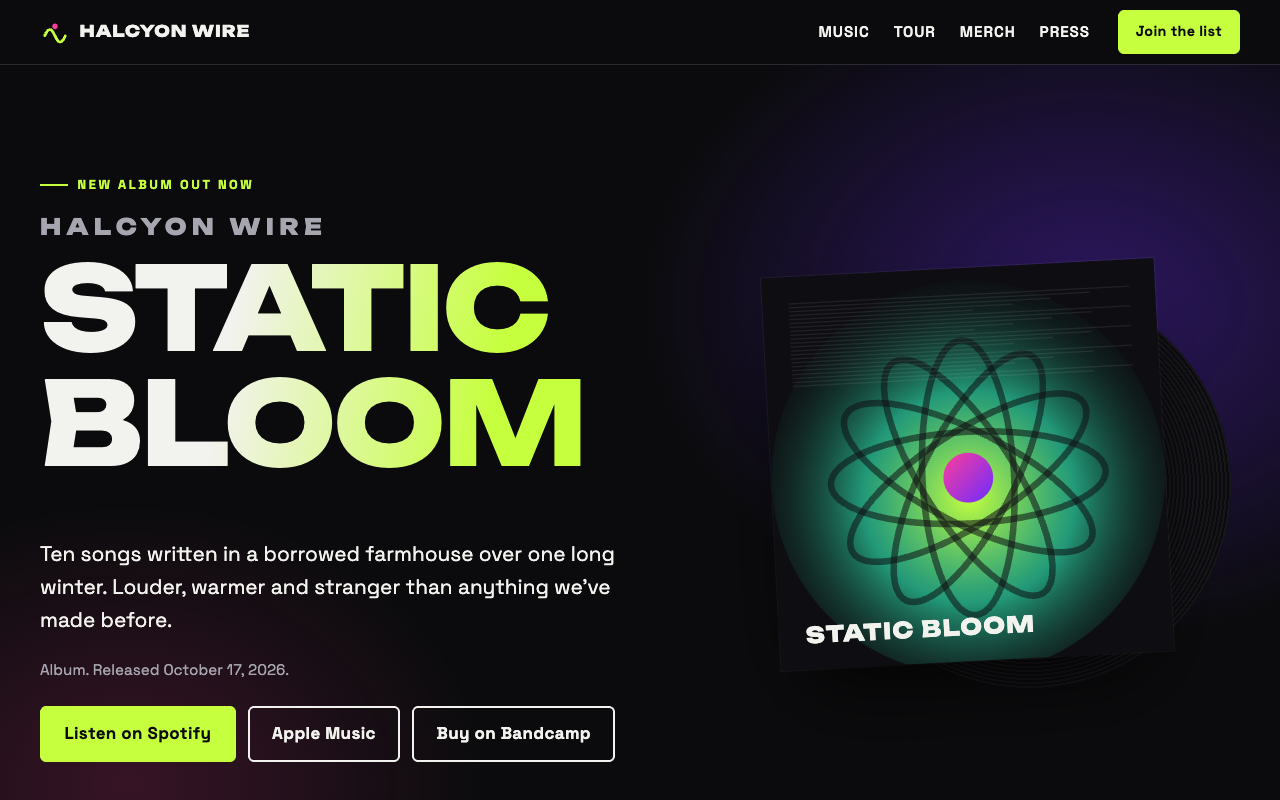 HALCYON WIRE
MUSIC TOUR MERCH PRESS Join the list
NEW ALBUM OUT NOW
HALCYON WIRE
STATIC
BLOOM
Ten songs written in a borrowed farmhouse over one long
winter. Louder, warmer and stranger than anything we’ve
made before.
Album. Released October 17, 2026.
Listen on Spotify Apple Music Buy on Bandcamp
STATIC BLOOM